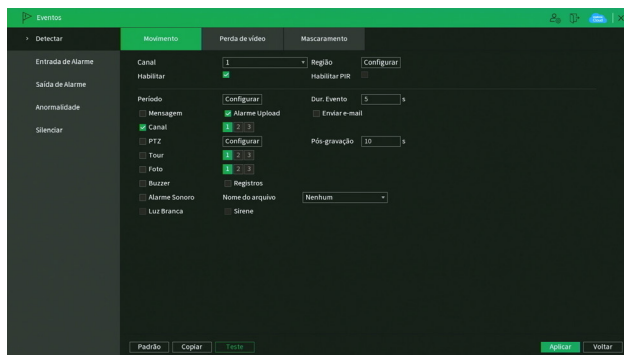 Eventos
Detectar
Entrada de Alarme
Saída de Alarme
Anormalidade
Silenciar
Movimento Perda de vídeo Mascaramento
Canal 1 Região Configurar
Habilitar Habilitar PIR
Período Configurar Dur. Evento 5 s
Mensagem Alarme Upload Enviar e-mail
Canal 1 2 3
PTZ Configurar Pós-gravação 10 s
Tour 1 2 3
Foto 1 2 3
Buzzer Registros
Alarme Sonoro Nome do arquivo Nenhum
Luz Branca Sirene
Padrão Copiar Teste Aplicar Voltar